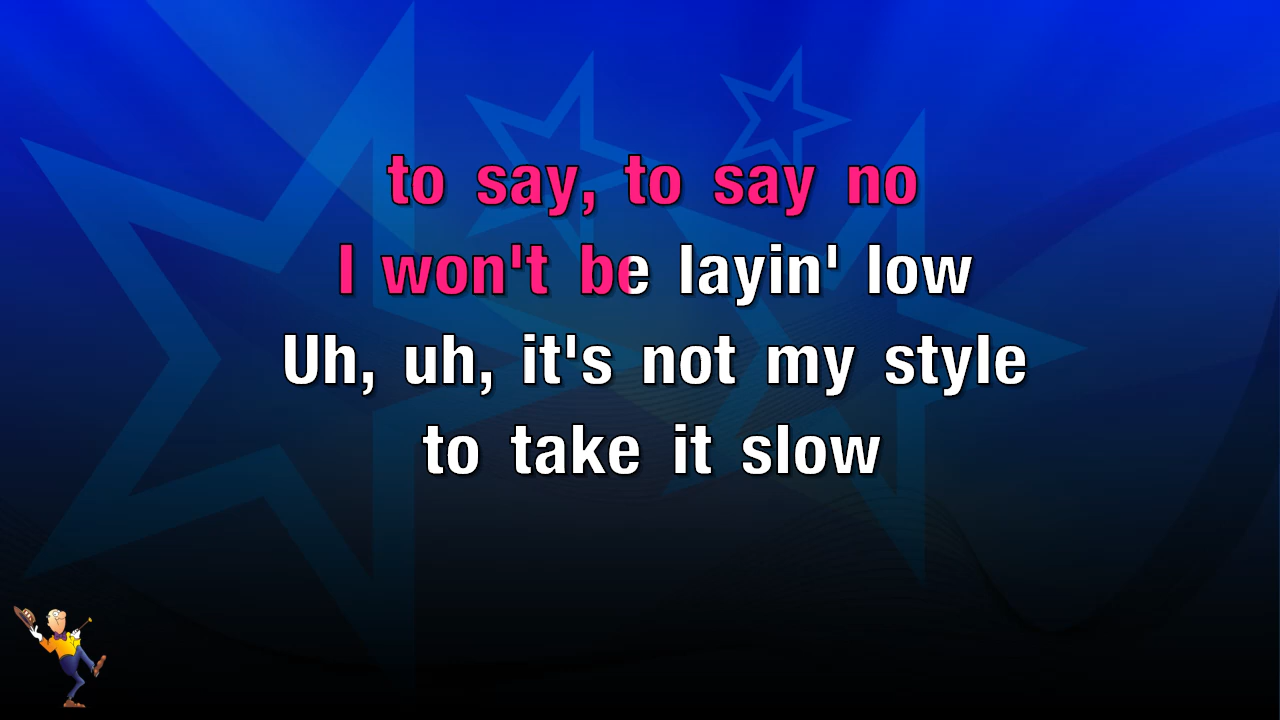 to say, to say no
I won't be layin' low
Uh, uh, it's not my style
to take it slow